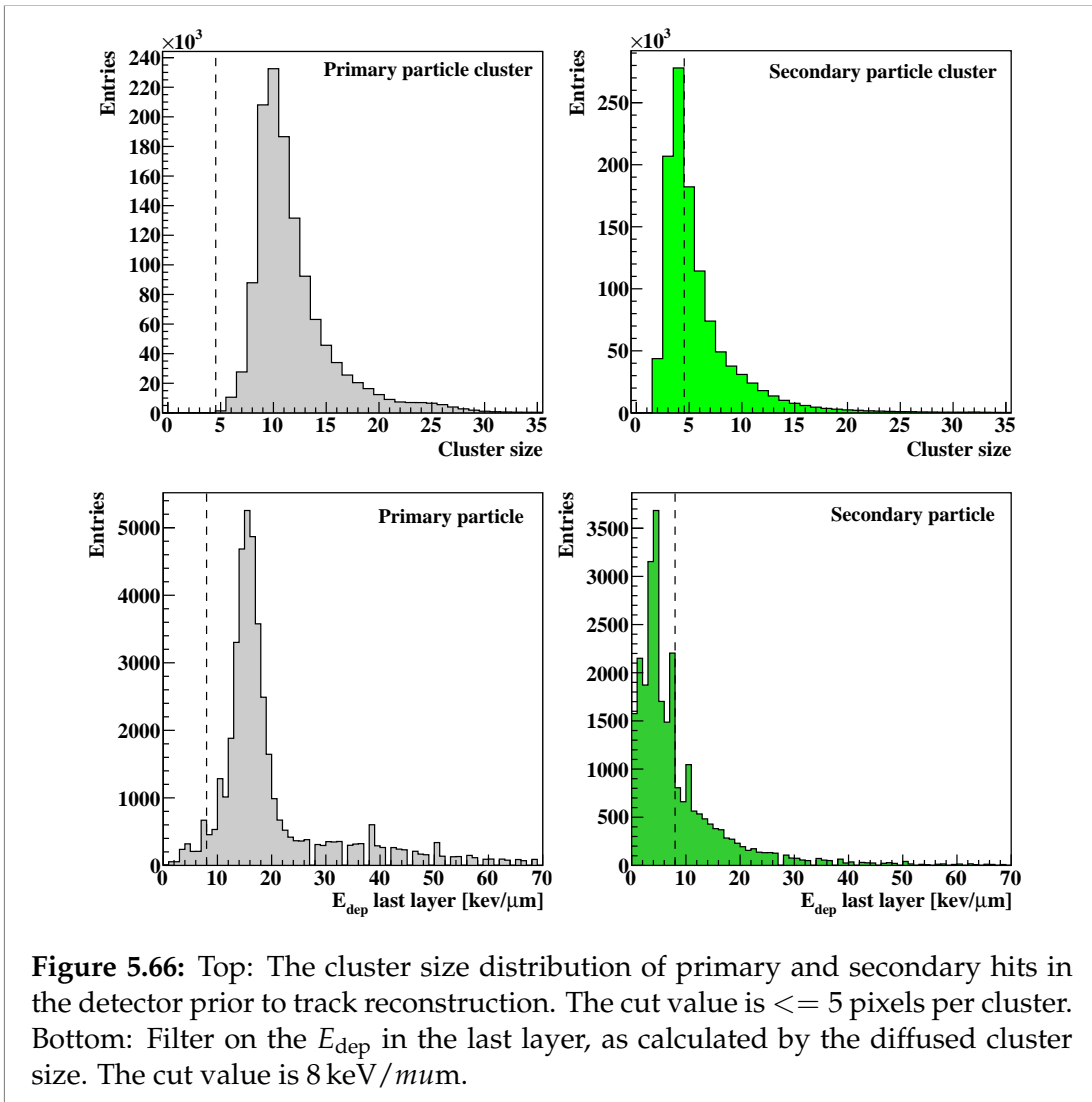 ×10³
Entries
Primary particle cluster
240
220
200
180
160
140
120
100
80
60
40
20
0
0 5 10 15 20 25 30 35
Cluster size
×10³
Entries
Secondary particle cluster
250
200
150
100
50
0
0 5 10 15 20 25 30 35
Cluster size
Entries
Primary particle
5000
4000
3000
2000
1000
0
0 10 20 30 40 50 60 70
E_dep last layer [kev/μm]
Entries
Secondary particle
3500
3000
2500
2000
1500
1000
500
0
0 10 20 30 40 50 60 70
E_dep last layer [kev/μm]
Figure 5.66: Top: The cluster size distribution of primary and secondary hits in
the detector prior to track reconstruction. The cut value is <= 5 pixels per cluster.
Bottom: Filter on the E_dep in the last layer, as calculated by the diffused cluster
size. The cut value is 8 keV/mum.